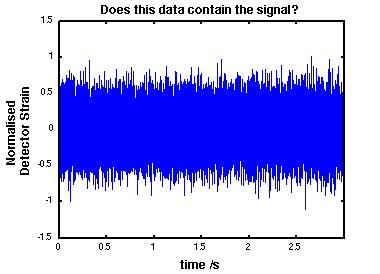 Does this data contain the signal?
1.5
1
0.5
0
-0.5
-1
-1.5
Normalised
Detector Strain
0 0.5 1 1.5 2 2.5
time /s